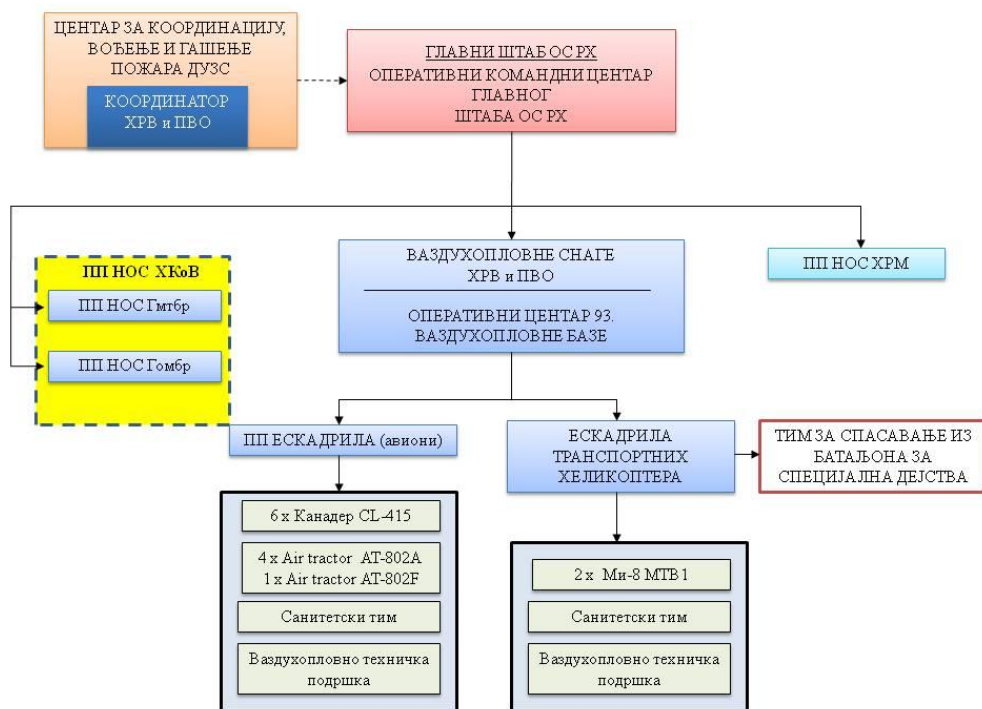 ЦЕНТАР ЗА КООРДИНАЦИЈУ,
ВОЂЕЊЕ И ГАШЕЊЕ
ПОЖАРА ДУЗС
КООРДИНАТОР
ХРВ и ПВО
ГЛАВНИ ШТАБ ОС РХ
ОПЕРАТИВНИ КОМАНДНИ ЦЕНТАР
ГЛАВНОГ
ШТАБА ОС РХ
ПП НОС ХКоВ
ПП НОС Гмтбр
ПП НОС Гомбр
ВАЗДУХОПЛОВНЕ СНАГЕ
ХРВ и ПВО
ОПЕРАТИВНИ ЦЕНТАР 93.
ВАЗДУХОПЛОВНЕ БАЗЕ
ПП НОС ХРМ
ПП ЕСКАДРИЛА (авиони)
ЕСКАДРИЛА
ТРАНСПОРТНИХ
ХЕЛИКОПТЕРА
ТИМ ЗА СПАСАВАЊЕ ИЗ
БАТАЉОНА ЗА
СПЕЦИЈАЛНА ДЕЈСТВА
6 x Канадер CL-415
4 x Air tractor AT-802A
1 x Air tractor AT-802F
Санитетски тим
Ваздухопловно техничка
подршка
2 x Ми-8 МТВ1
Санитетски тим
Ваздухопловно техничка
подршка